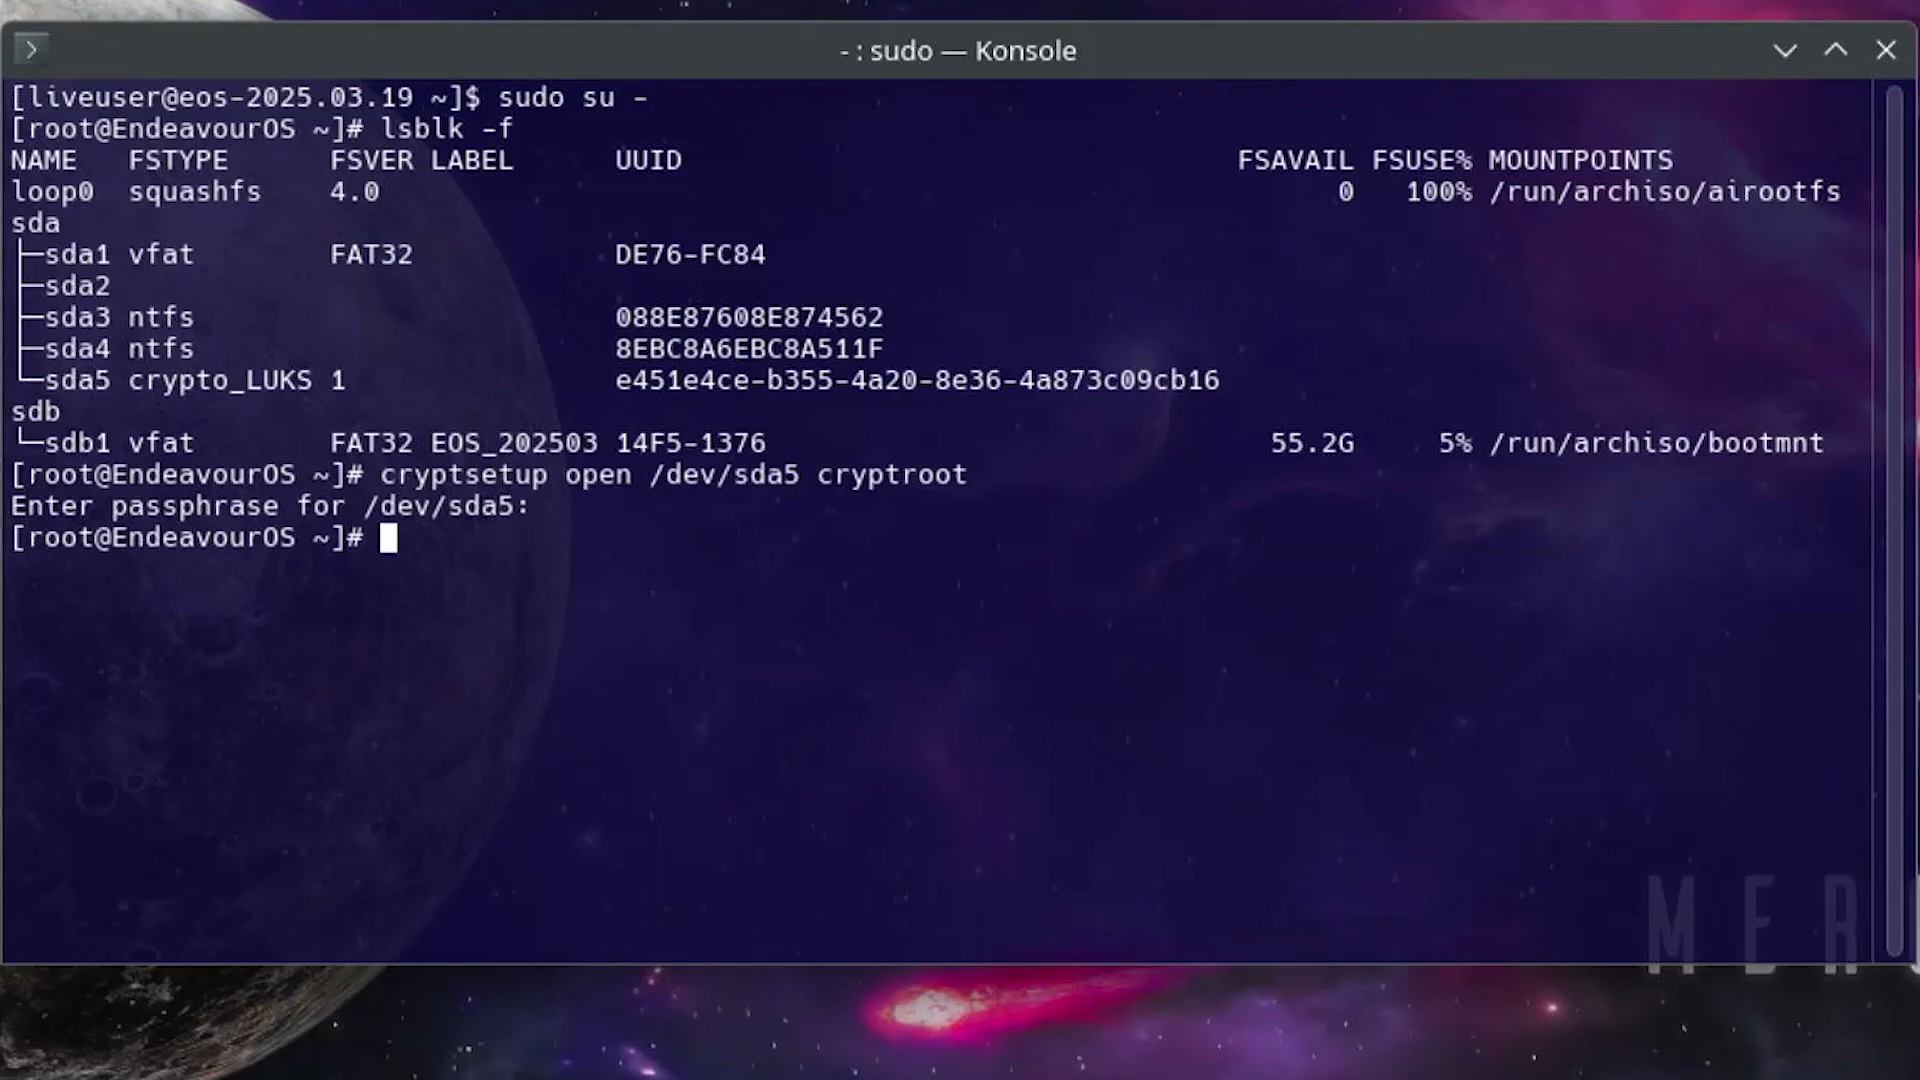 - : sudo — Konsole
[liveuser@eos-2025.03.19 ~]$ sudo su -
[root@EndeavourOS ~]# lsblk -f
NAME   FSTYPE      FSVER LABEL      UUID                                 FSAVAIL FSUSE% MOUNTPOINTS
loop0  squashfs    4.0                                                         0   100% /run/archiso/airootfs
sda
├─sda1 vfat        FAT32            DE76-FC84
├─sda2
├─sda3 ntfs                         088E87608E874562
├─sda4 ntfs                         8EBC8A6EBC8A511F
└─sda5 crypto_LUKS 1                e451e4ce-b355-4a20-8e36-4a873c09cb16
sdb
└─sdb1 vfat        FAT32 EOS_202503 14F5-1376                              55.2G     5% /run/archiso/bootmnt
[root@EndeavourOS ~]# cryptsetup open /dev/sda5 cryptroot
Enter passphrase for /dev/sda5:
[root@EndeavourOS ~]#